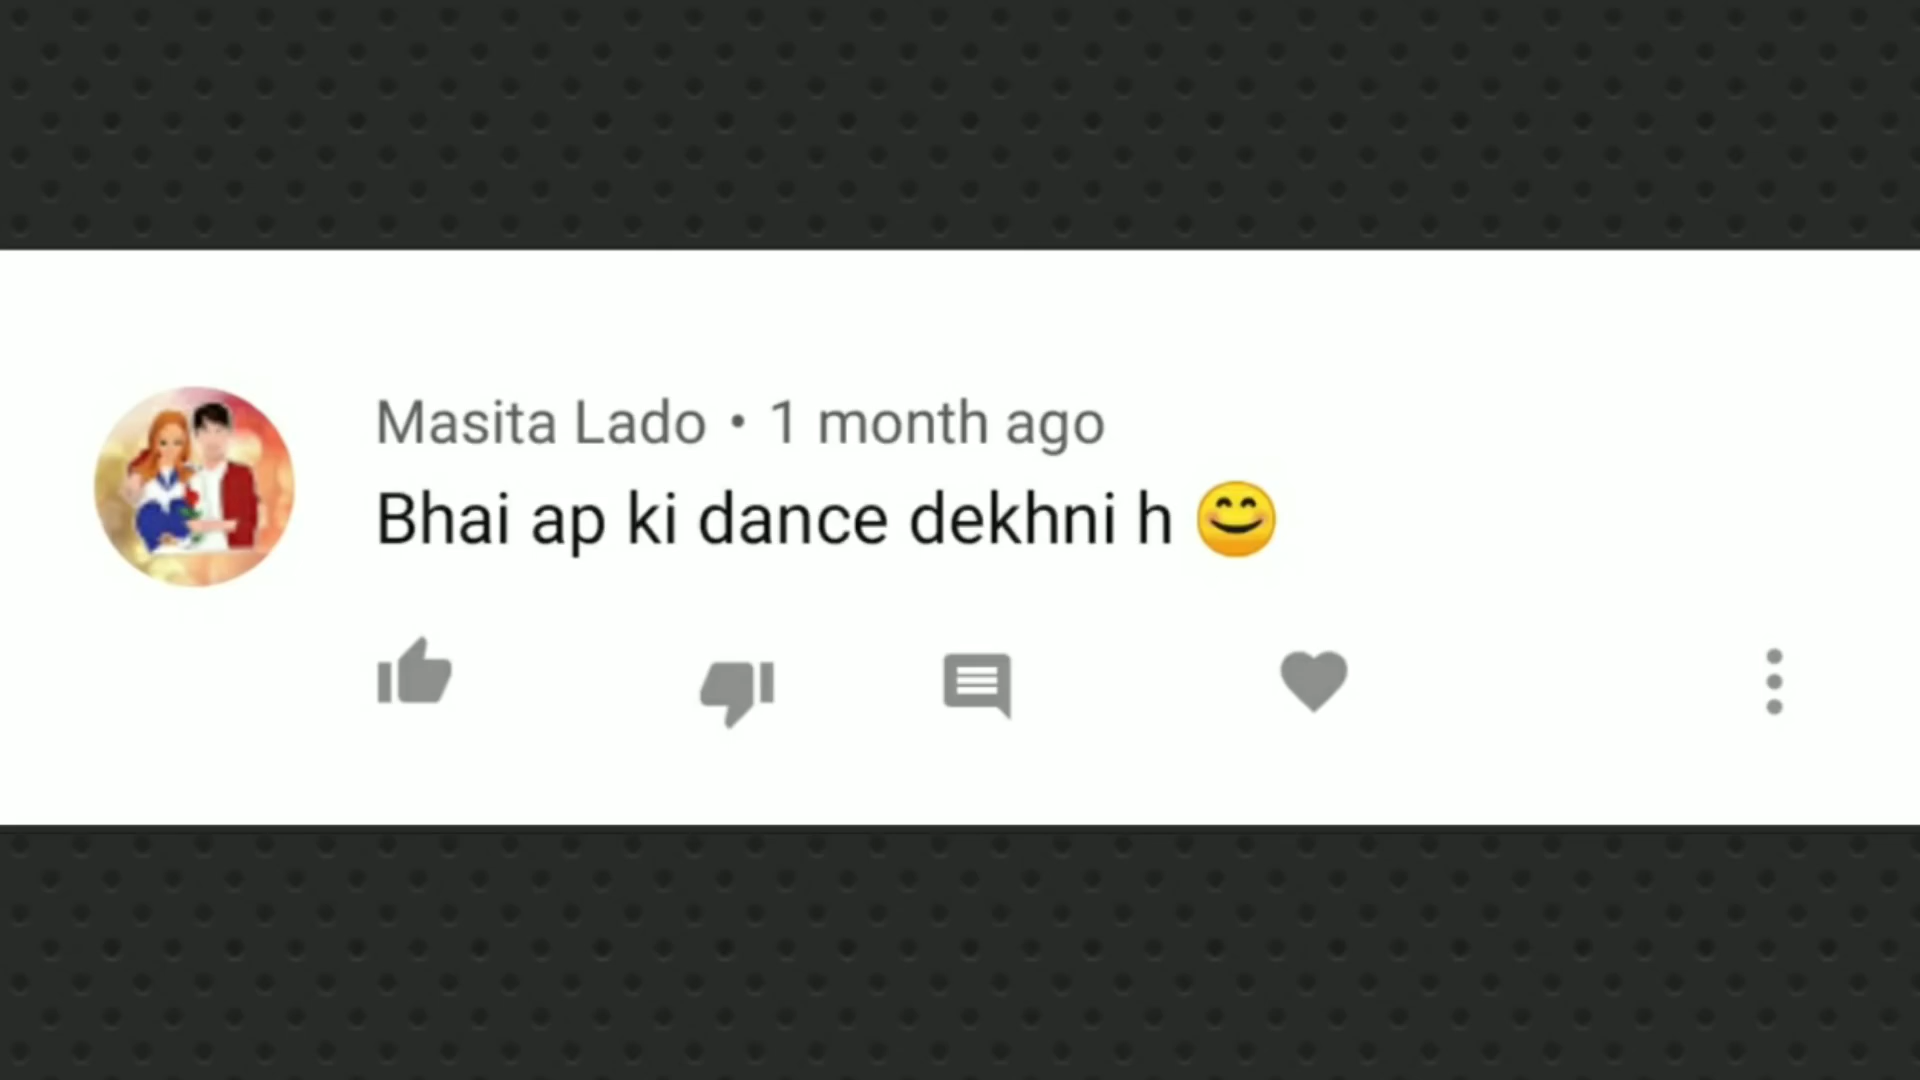 Masita Lado • 1 month ago
Bhai ap ki dance dekhni h 😊